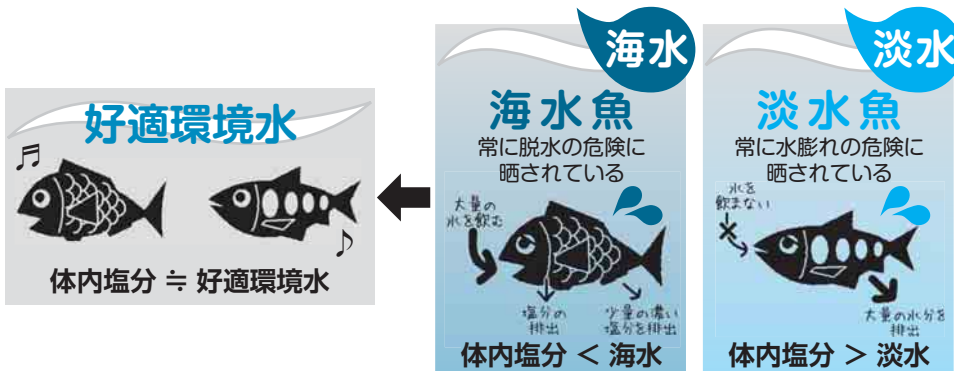 好適環境水
体内塩分 ≒ 好適環境水
海水
海水魚
常に脱水の危険に
晒されている
大量の
水を飲む
塩分の
排出
少量の濃い
塩分を排出
体内塩分 < 海水
淡水
淡水魚
常に水膨れの危険に
晒されている
水を
飲まない
大量の水分を
排出
体内塩分 > 淡水